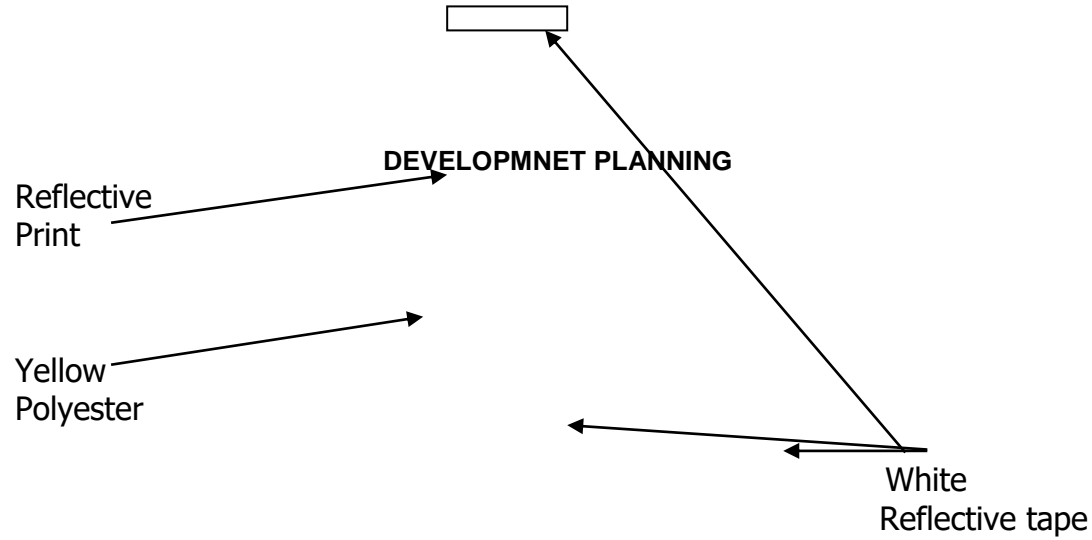 DEVELOPMNET PLANNING
Reflective
Print
Yellow
Polyester
White
Reflective tape